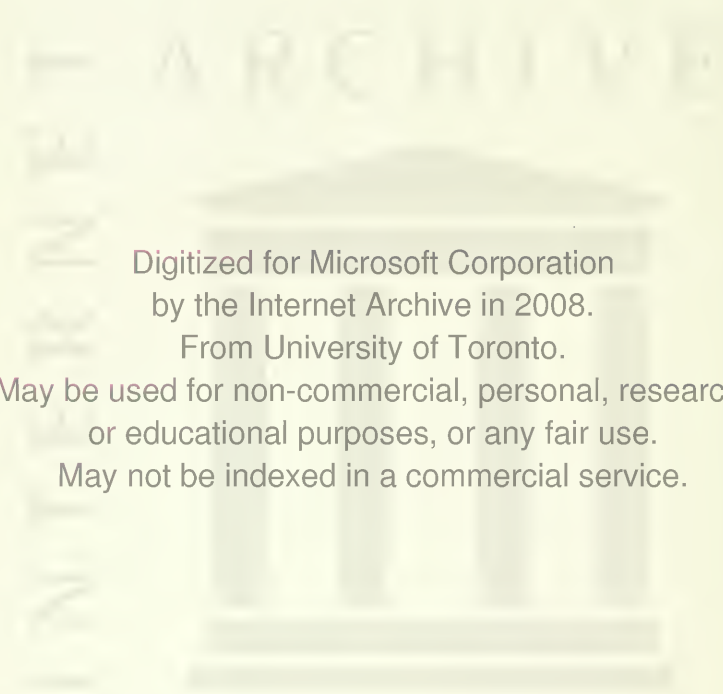 ARCHIVE
INTERNET
Digitized for Microsoft Corporation
by the Internet Archive in 2008.
From University of Toronto.
May be used for non-commercial, personal, researc
or educational purposes, or any fair use.
May not be indexed in a commercial service.